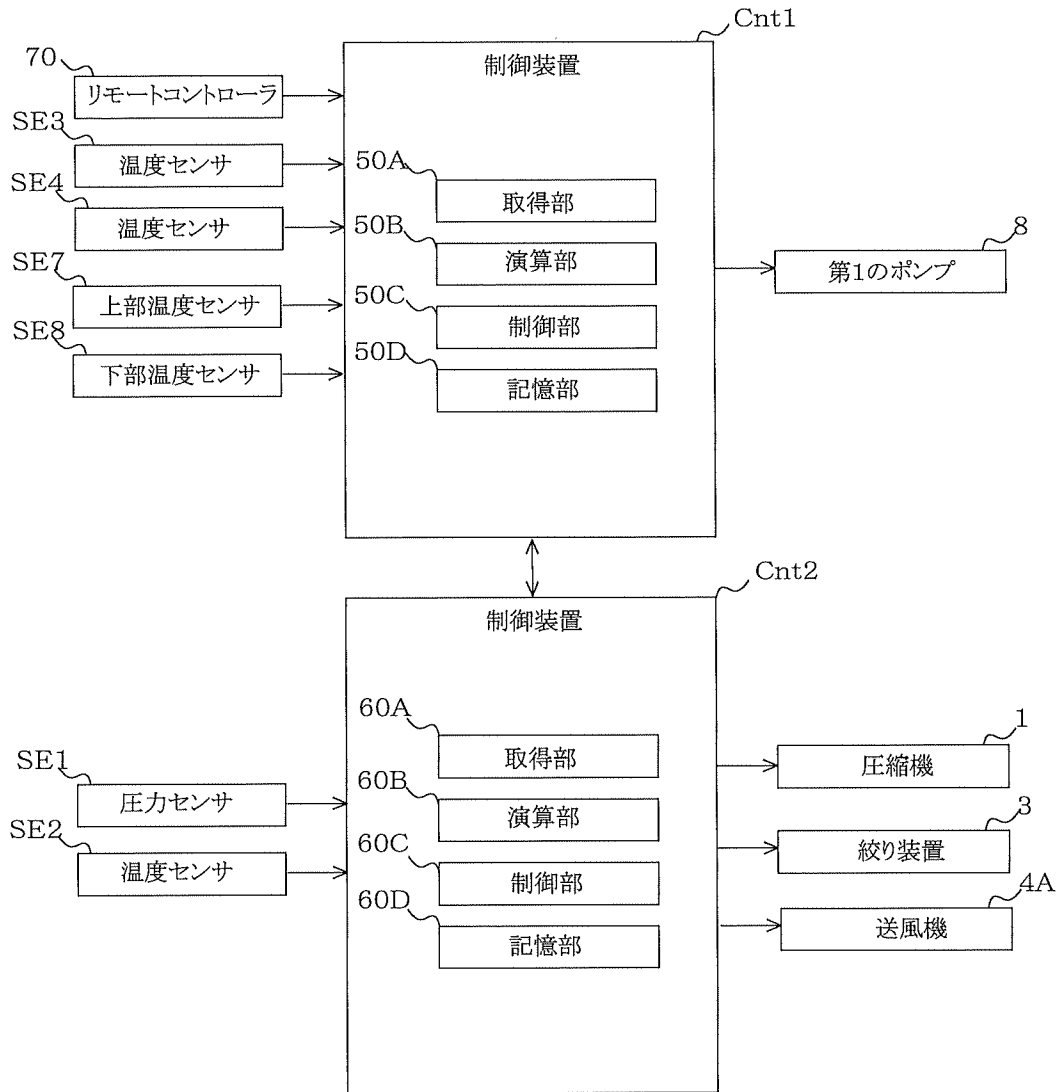 Cnt1
制御装置
70
リモートコントローラ
SE3
温度センサ
SE4
温度センサ
SE7
上部温度センサ
SE8
下部温度センサ
50A
取得部
50B
演算部
50C
制御部
50D
記憶部
8
第1のポンプ
Cnt2
制御装置
SE1
圧力センサ
SE2
温度センサ
60A
取得部
60B
演算部
60C
制御部
60D
記憶部
1
圧縮機
3
絞り装置
4A
送風機